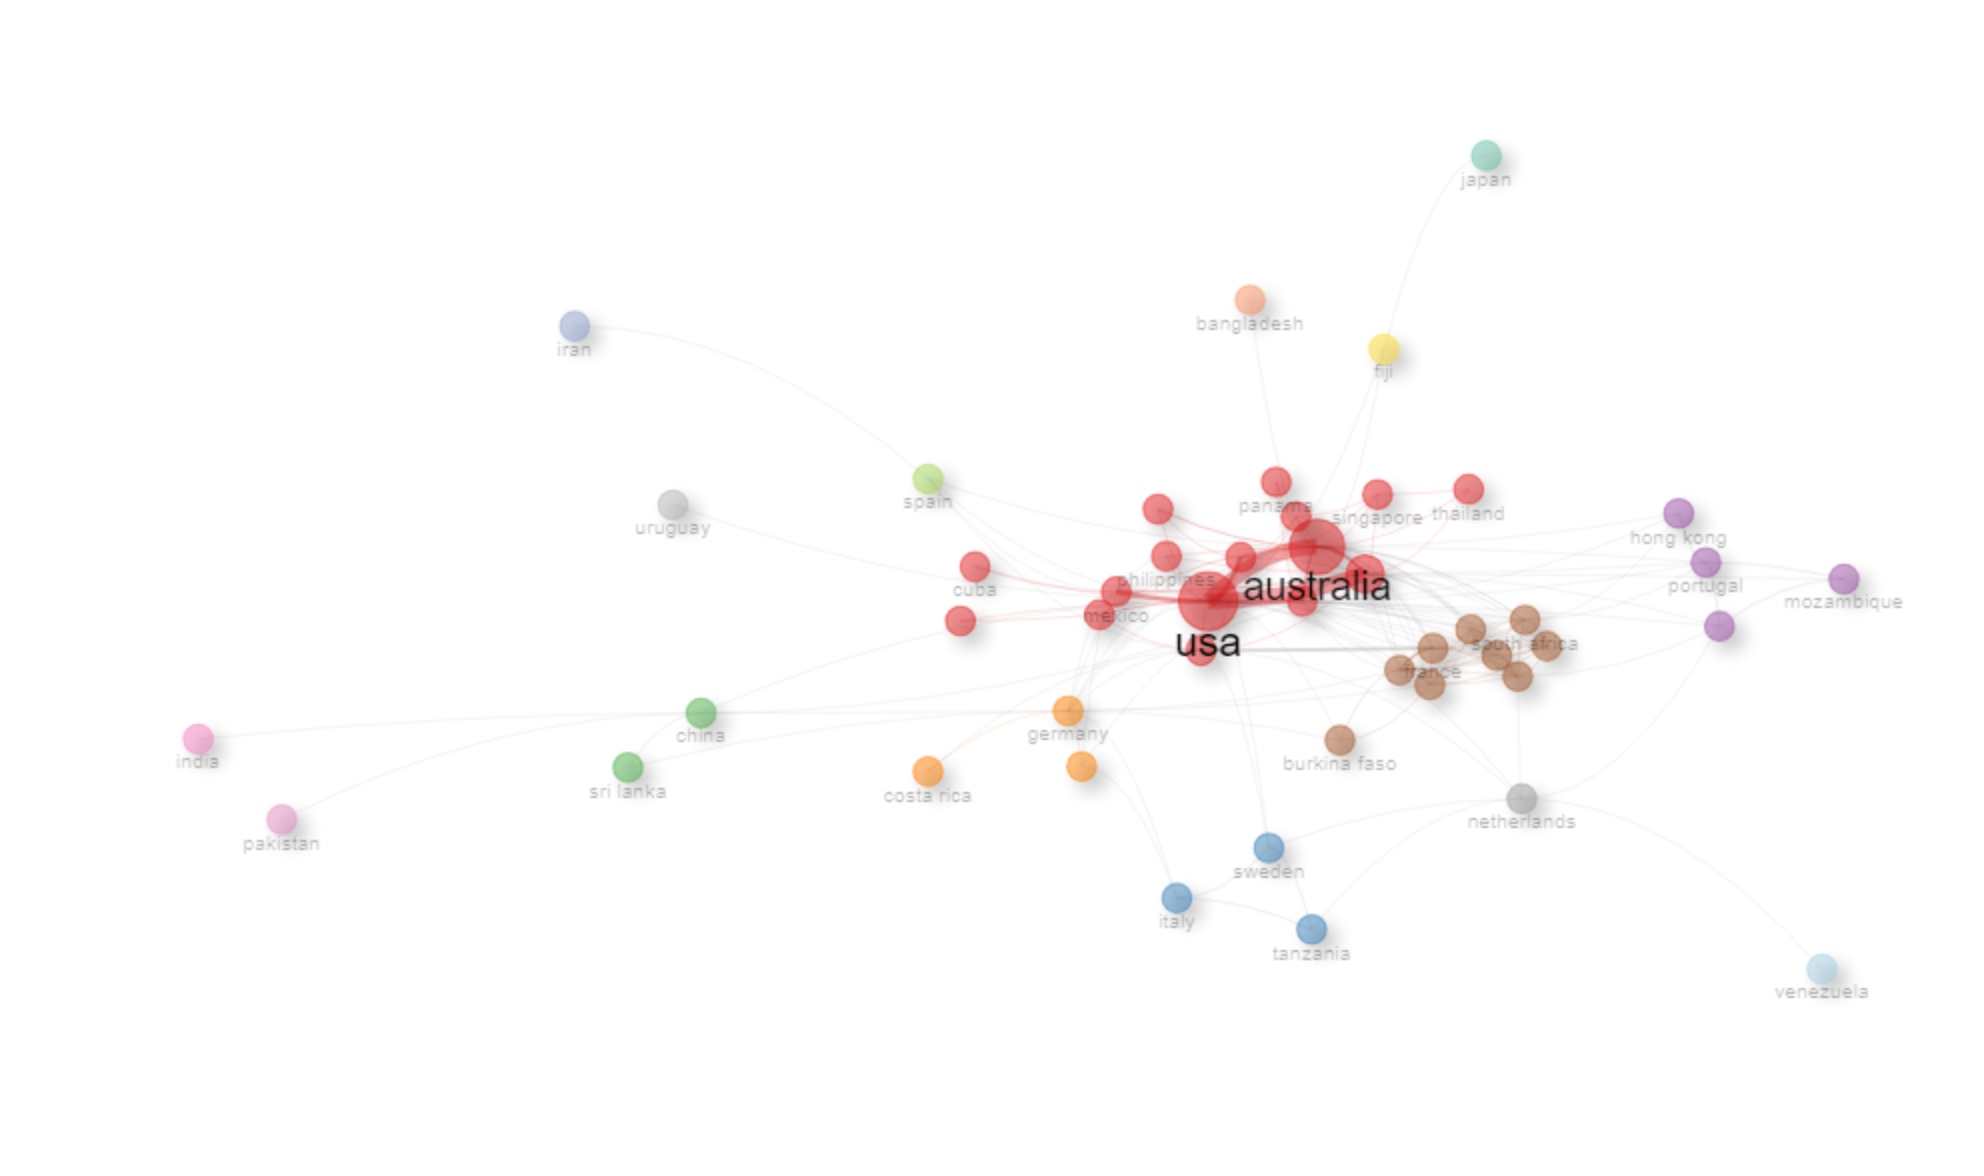 japan
bangladesh
iran
fiji
spain
panama
singapore
thailand
uruguay
hong kong
philippines
cuba
australia
portugal
mozambique
mexico
usa
south africa
france
china
germany
india
burkina faso
sri lanka
costa rica
netherlands
pakistan
sweden
italy
tanzania
venezuela